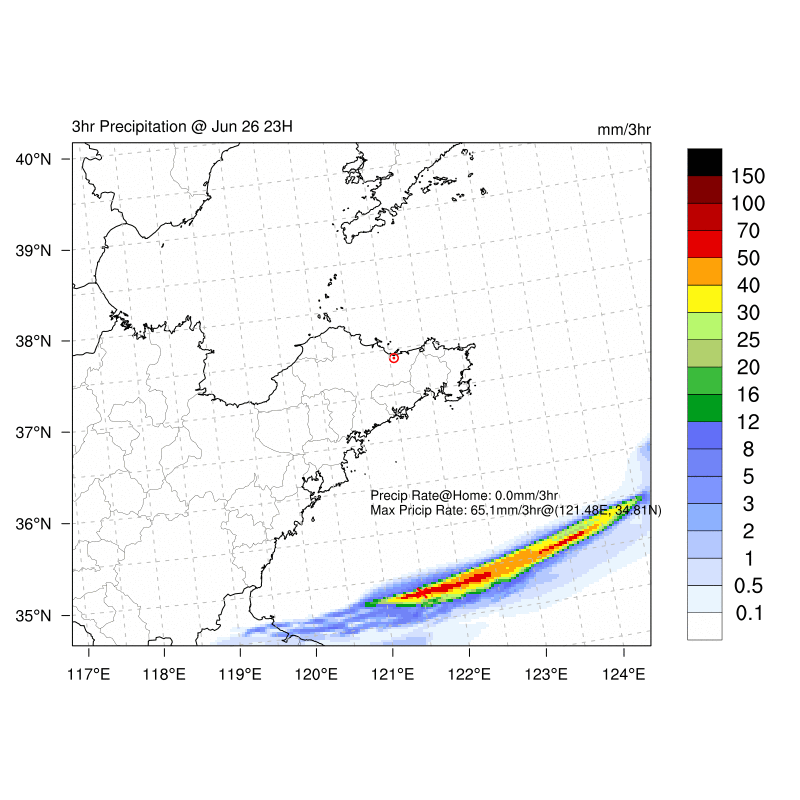 3hr Precipitation @ Jun 26 23H
mm/3hr
40°N
39°N
38°N
37°N
36°N
35°N
117°E 118°E 119°E 120°E 121°E 122°E 123°E 124°E
Precip Rate@Home: 0.0mm/3hr
Max Pricip Rate: 65.1mm/3hr@(121.48E, 34.81N)
150
100
70
50
40
30
25
20
16
12
8
5
3
2
1
0.5
0.1